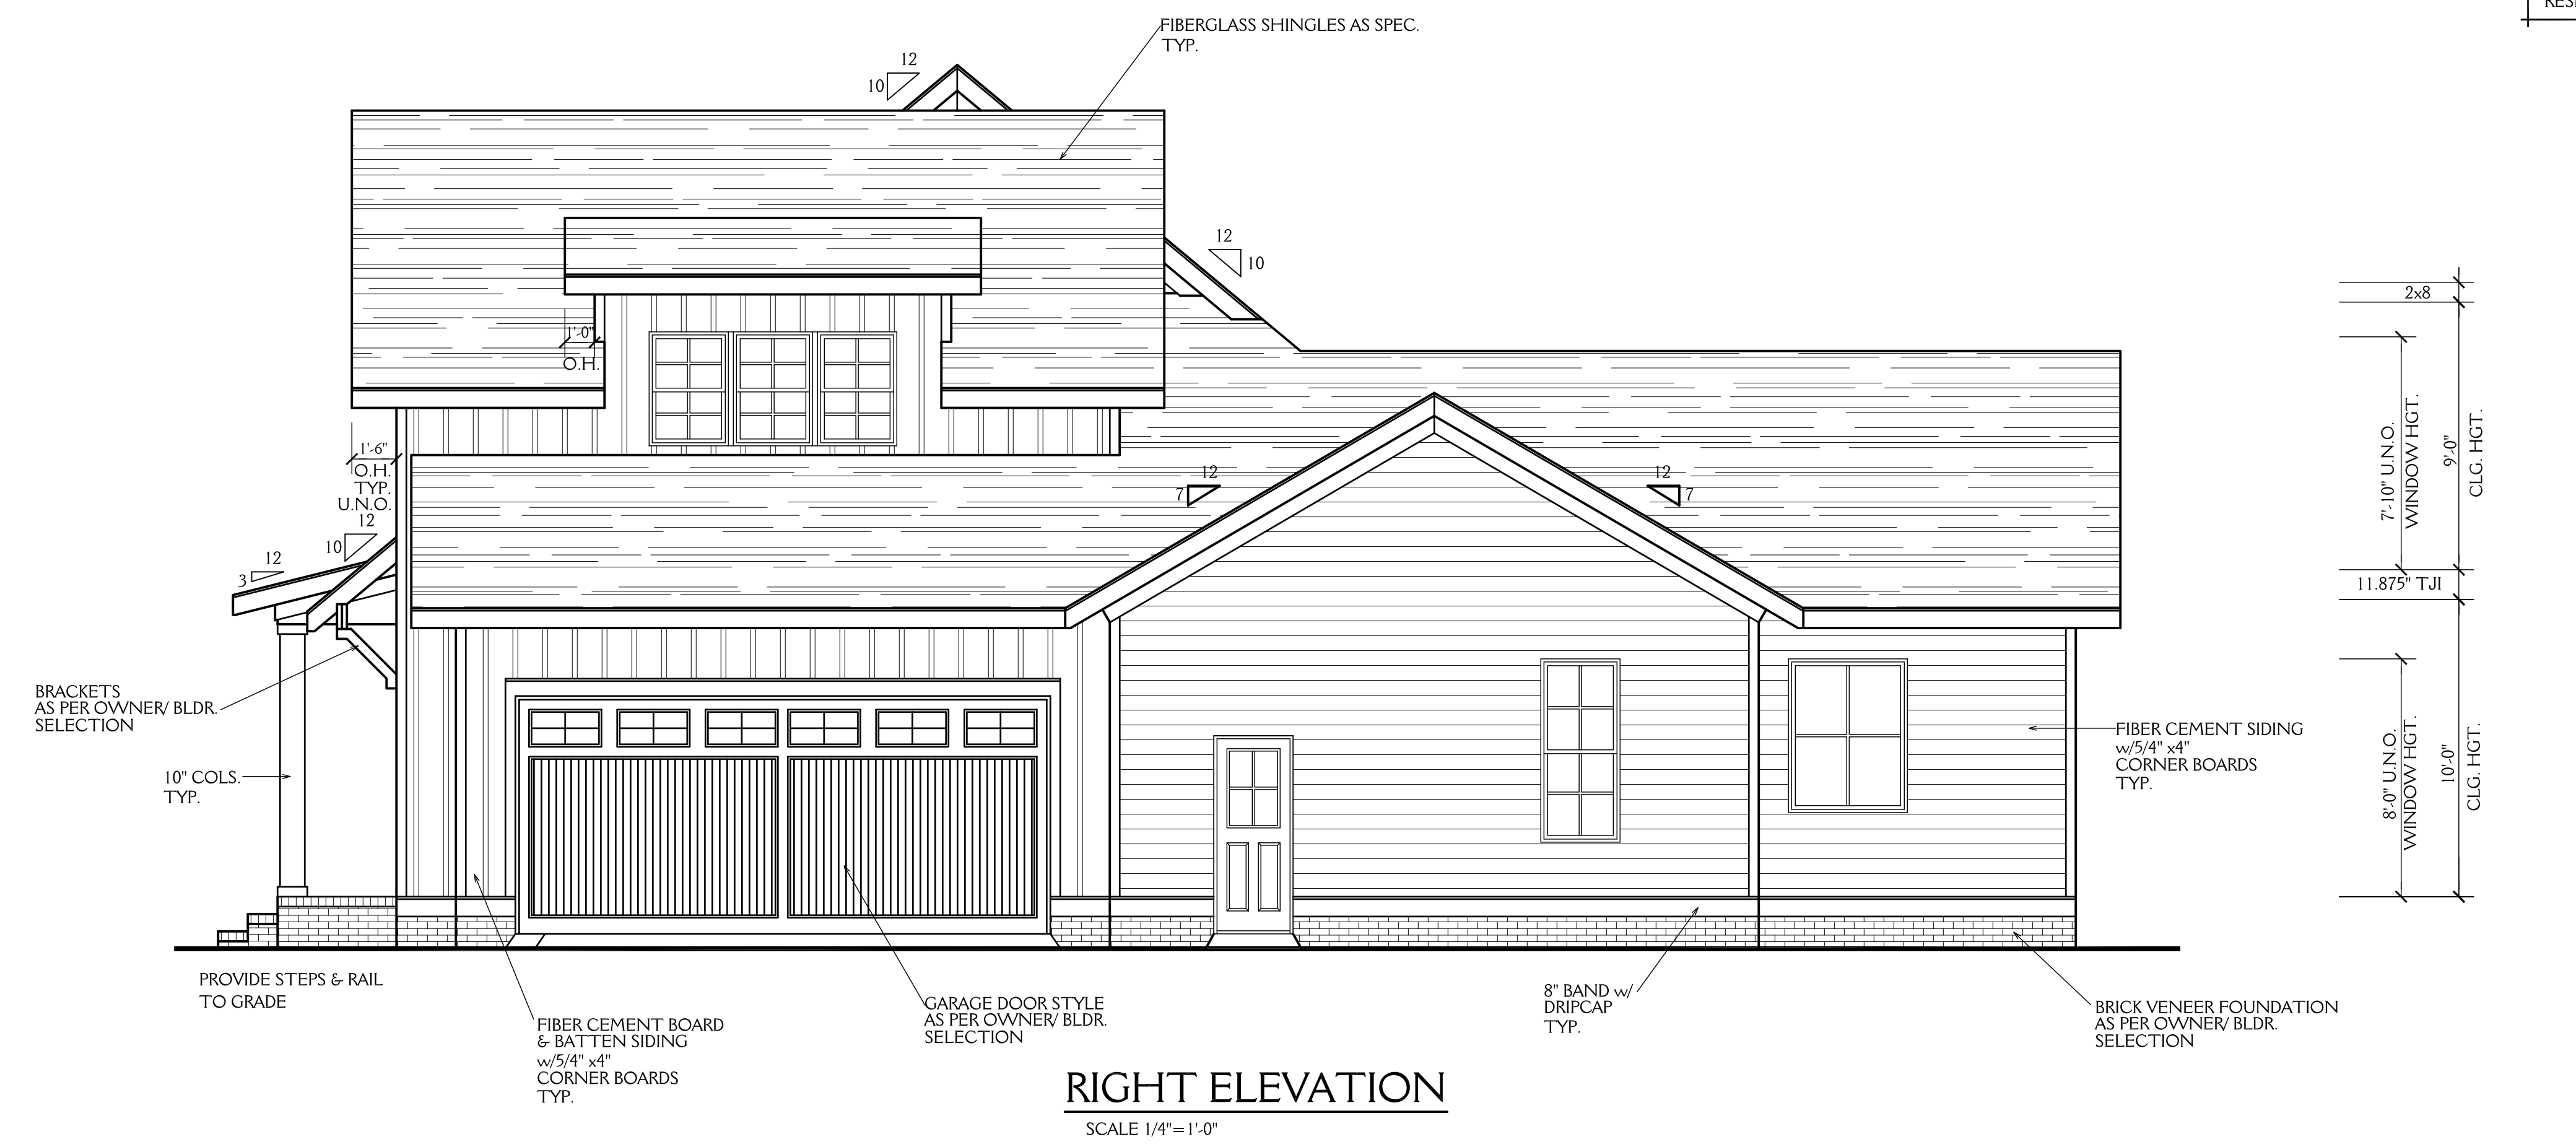 RESI
FIBERGLASS SHINGLES AS SPEC.
TYP.
12
10
12
10
2x8
1'-0"
O.H.
7'-10" U.N.O.
WINDOW HGT.
9'-0"
CLG. HGT.
1'-6"
O.H.
TYP.
U.N.O.
12
10
12
3
12
7
12
7
11.875" TJI
BRACKETS
AS PER OWNER/ BLDR.
SELECTION
10" COLS.
TYP.
FIBER CEMENT SIDING
w/5/4" x4"
CORNER BOARDS
TYP.
8'-0" U.N.O.
WINDOW HGT.
10'-0"
CLG. HGT.
PROVIDE STEPS & RAIL
TO GRADE
FIBER CEMENT BOARD
& BATTEN SIDING
w/5/4" x4"
CORNER BOARDS
TYP.
GARAGE DOOR STYLE
AS PER OWNER/ BLDR.
SELECTION
8" BAND w/
DRIPCAP
TYP.
BRICK VENEER FOUNDATION
AS PER OWNER/ BLDR.
SELECTION
RIGHT ELEVATION
SCALE 1/4"=1'-0"